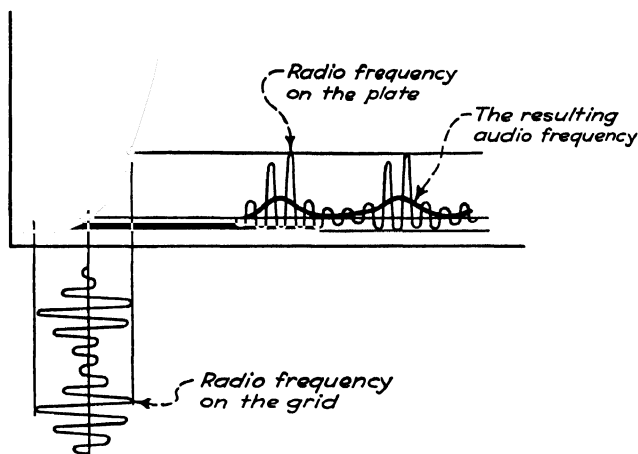 Radio frequency
on the plate
The resulting
audio frequency
Radio frequency
on the grid